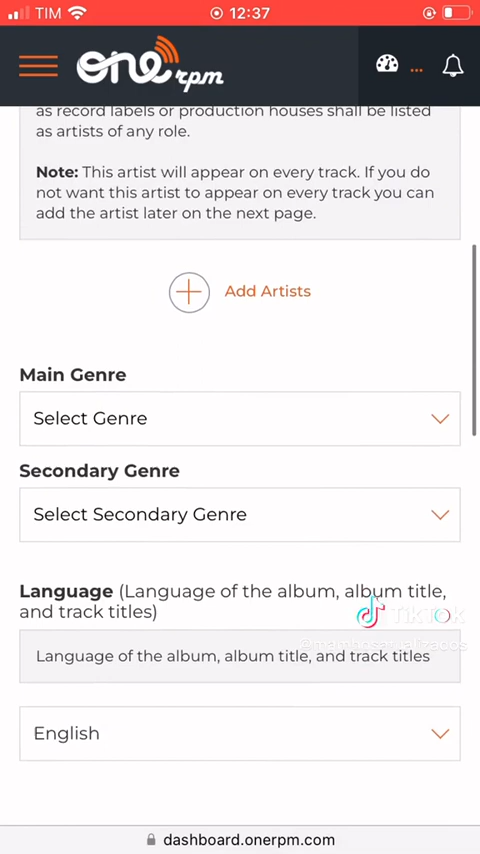 TIM
12:37
one rpm
...
as record labels or production houses shall be listed
as artists of any role.
Note: This artist will appear on every track. If you do
not want this artist to appear on every track you can
add the artist later on the next page.
Add Artists
Main Genre
Select Genre
Secondary Genre
Select Secondary Genre
Language (Language of the album, album title,
and track titles)
TikTok
Language of the album, album title, and track titles
English
dashboard.onerpm.com